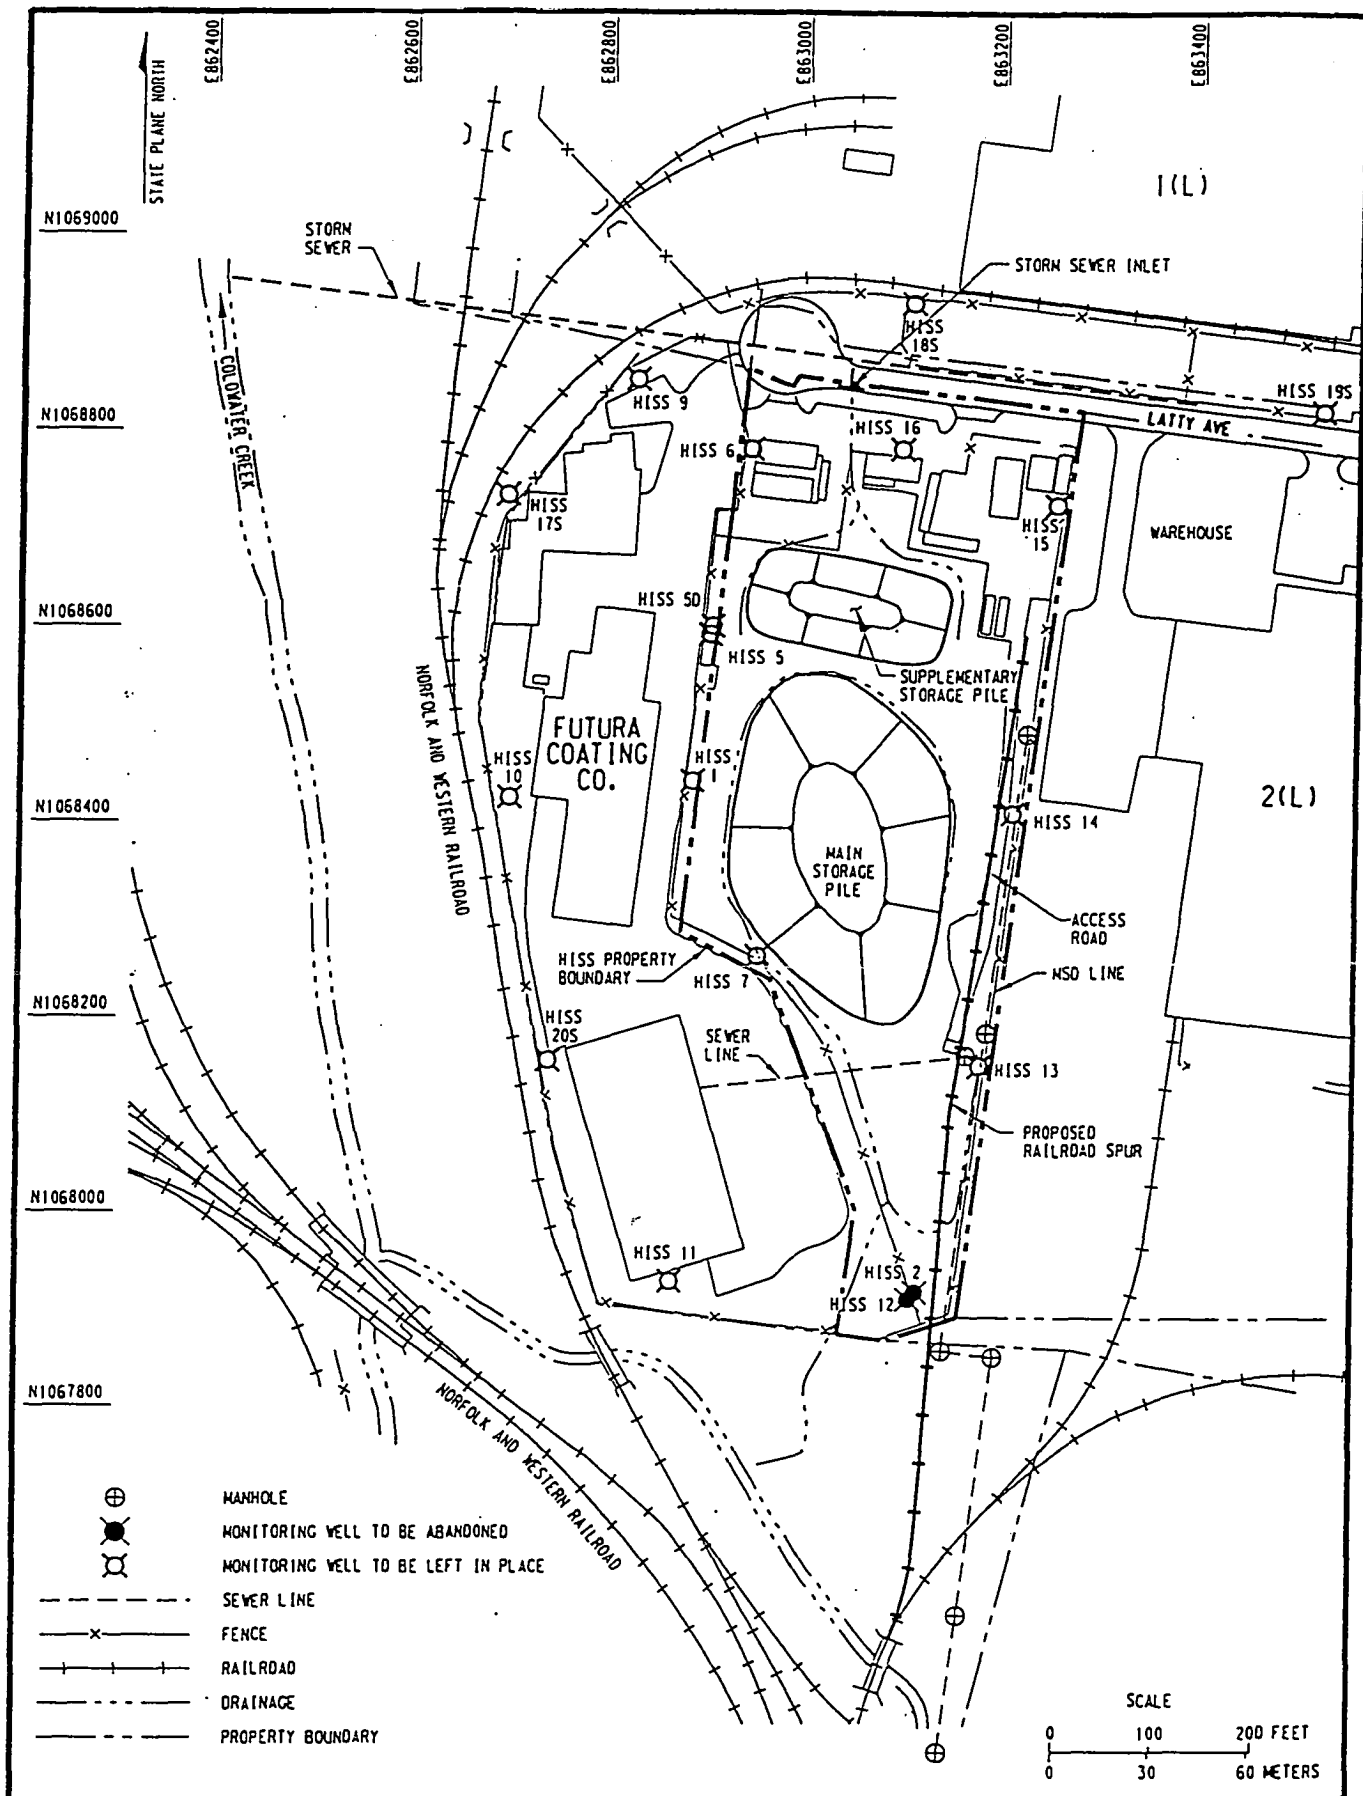 E862400
E862600
E862800
E863000
E863200
E863400
STATE PLANE NORTH
1(L)
N1069000
STORM
SEWER
STORM SEWER INLET
HISS
18S
COLDWATER CREEK
HISS 9
HISS 19S
N1068800
LATTY AVE
HISS 16
HISS 6
HISS
17S
HISS
15
WAREHOUSE
HISS 5D
N1068600
HISS 5
SUPPLEMENTARY
STORAGE PILE
NORFOLK AND WESTERN RAILROAD
FUTURA
COATING
CO.
HISS
10
HISS
1
N1068400
2(L)
HISS 14
MAIN
STORAGE
PILE
ACCESS
ROAD
HISS PROPERTY
BOUNDARY
HISS 7
MSD LINE
N1068200
HISS
20S
SEWER
LINE
HISS 13
PROPOSED
RAILROAD SPUR
N1068000
HISS 11
HISS 2
HISS 12
N1067800
NORFOLK AND WESTERN RAILROAD
MANHOLE
MONITORING WELL TO BE ABANDONED
MONITORING WELL TO BE LEFT IN PLACE
SEWER LINE
FENCE
RAILROAD
DRAINAGE
PROPERTY BOUNDARY
SCALE
0 100 200 FEET
0 30 60 METERS